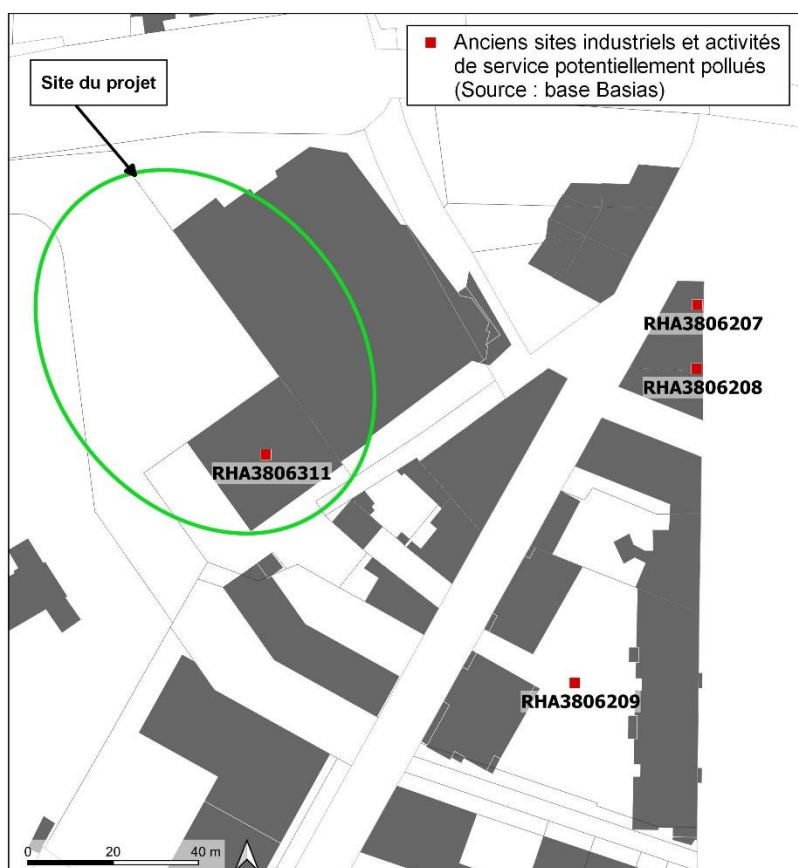 Anciens sites industriels et activités
de service potentiellement pollués
(Source : base Basias)
Site du projet
RHA3806207
RHA3806208
RHA3806311
RHA3806209
0 20 40 m